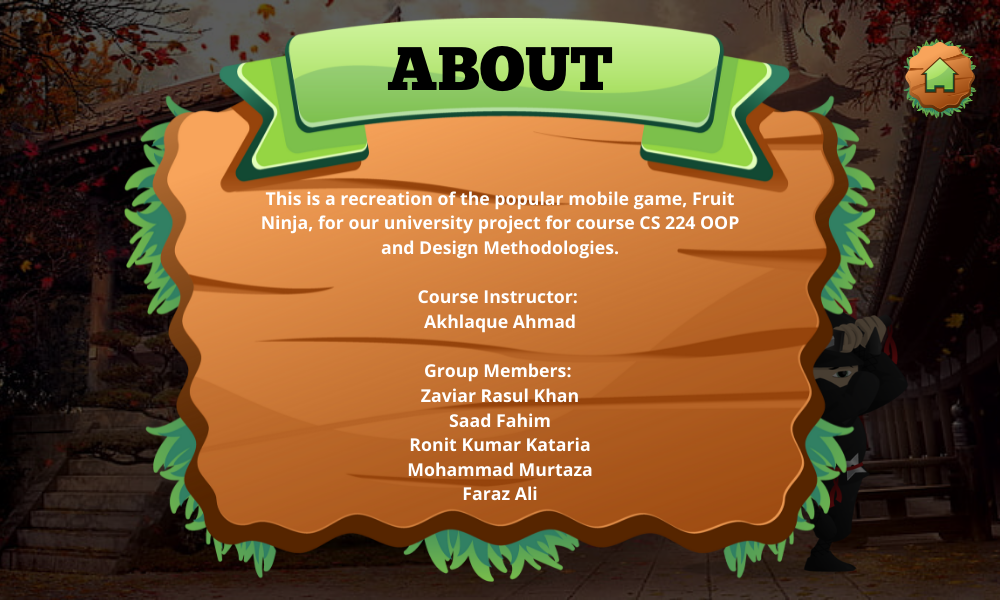 ABOUT
This is a recreation of the popular mobile game, Fruit
Ninja, for our university project for course CS 224 OOP
and Design Methodologies.
Course Instructor:
Akhlaque Ahmad
Group Members:
Zaviar Rasul Khan
Saad Fahim
Ronit Kumar Kataria
Mohammad Murtaza
Faraz Ali